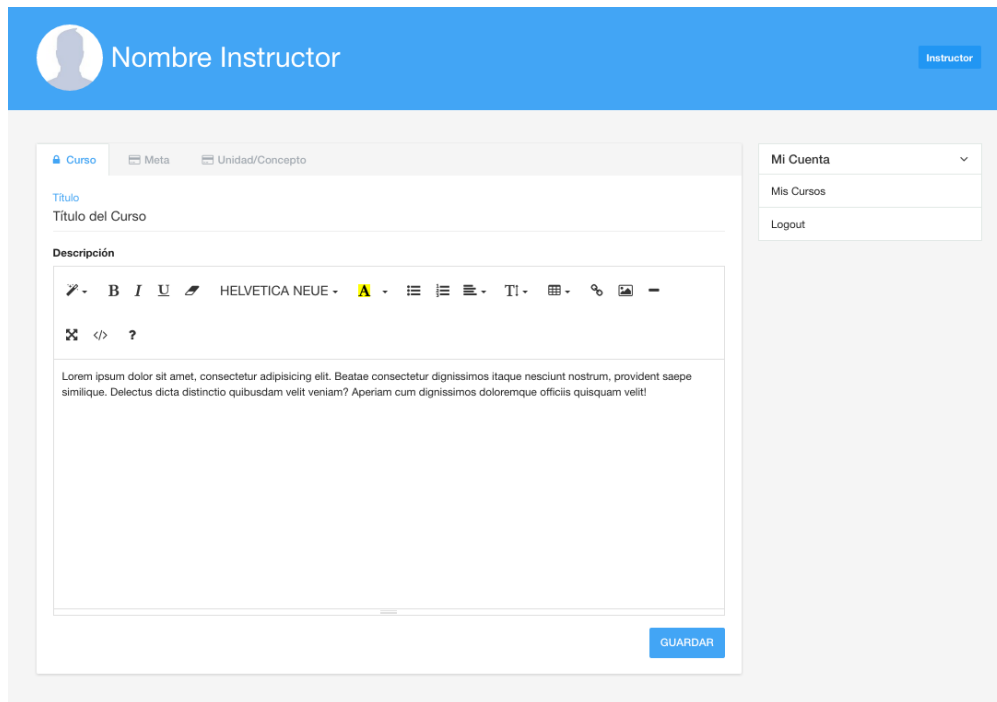 Nombre Instructor
Instructor
Curso Meta Unidad/Concepto
Título
Título del Curso
Descripción
B I U HELVETICA NEUE A T
</> ?
Lorem ipsum dolor sit amet, consectetur adipisicing elit. Beatae consectetur dignissimos itaque nesciunt nostrum, provident saepe
similique. Delectus dicta distinctio quibusdam velit veniam? Aperiam cum dignissimos doloremque officiis quisquam velit!
GUARDAR
Mi Cuenta
Mis Cursos
Logout